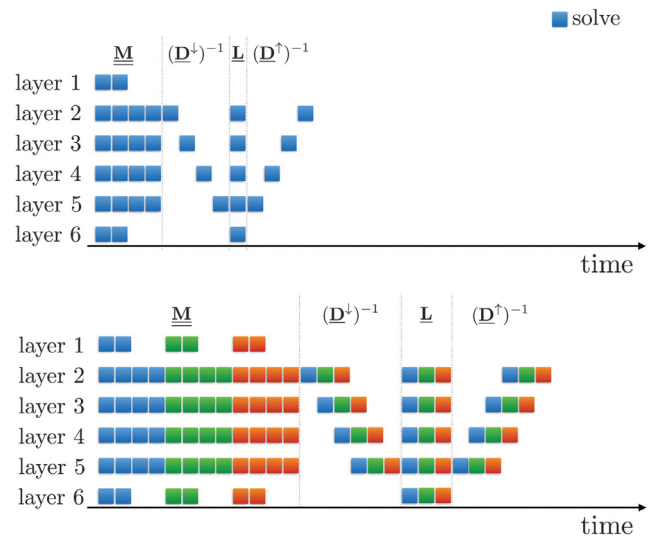 solve
M (D↓)−1 L (D↑)−1
layer 1
layer 2
layer 3
layer 4
layer 5
layer 6
time
M (D↓)−1 L (D↑)−1
layer 1
layer 2
layer 3
layer 4
layer 5
layer 6
time